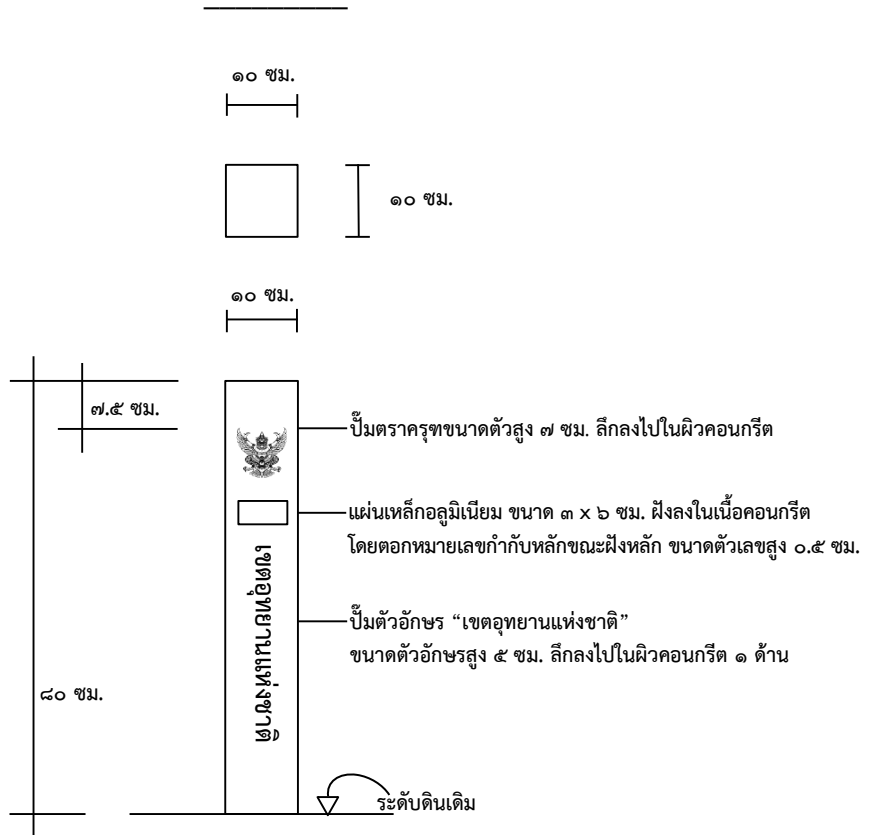 ๑๐ ซม.
๑๐ ซม.
๑๐ ซม.
๗.๕ ซม.
ปั๊มตราครุฑขนาดตัวสูง ๗ ซม. ลึกลงไปในผิวคอนกรีต
แผ่นเหล็กอลูมิเนียม ขนาด ๓ x ๖ ซม. ฝังลงในเนื้อคอนกรีต
โดยตอกหมายเลขกำกับหลักขณะฝังหลัก ขนาดตัวเลขสูง ๐.๕ ซม.
เขตอุทยานแห่งชาติ
ปั๊มตัวอักษร “เขตอุทยานแห่งชาติ”
ขนาดตัวอักษรสูง ๕ ซม. ลึกลงไปในผิวคอนกรีต ๑ ด้าน
๘๐ ซม.
ระดับดินเดิม